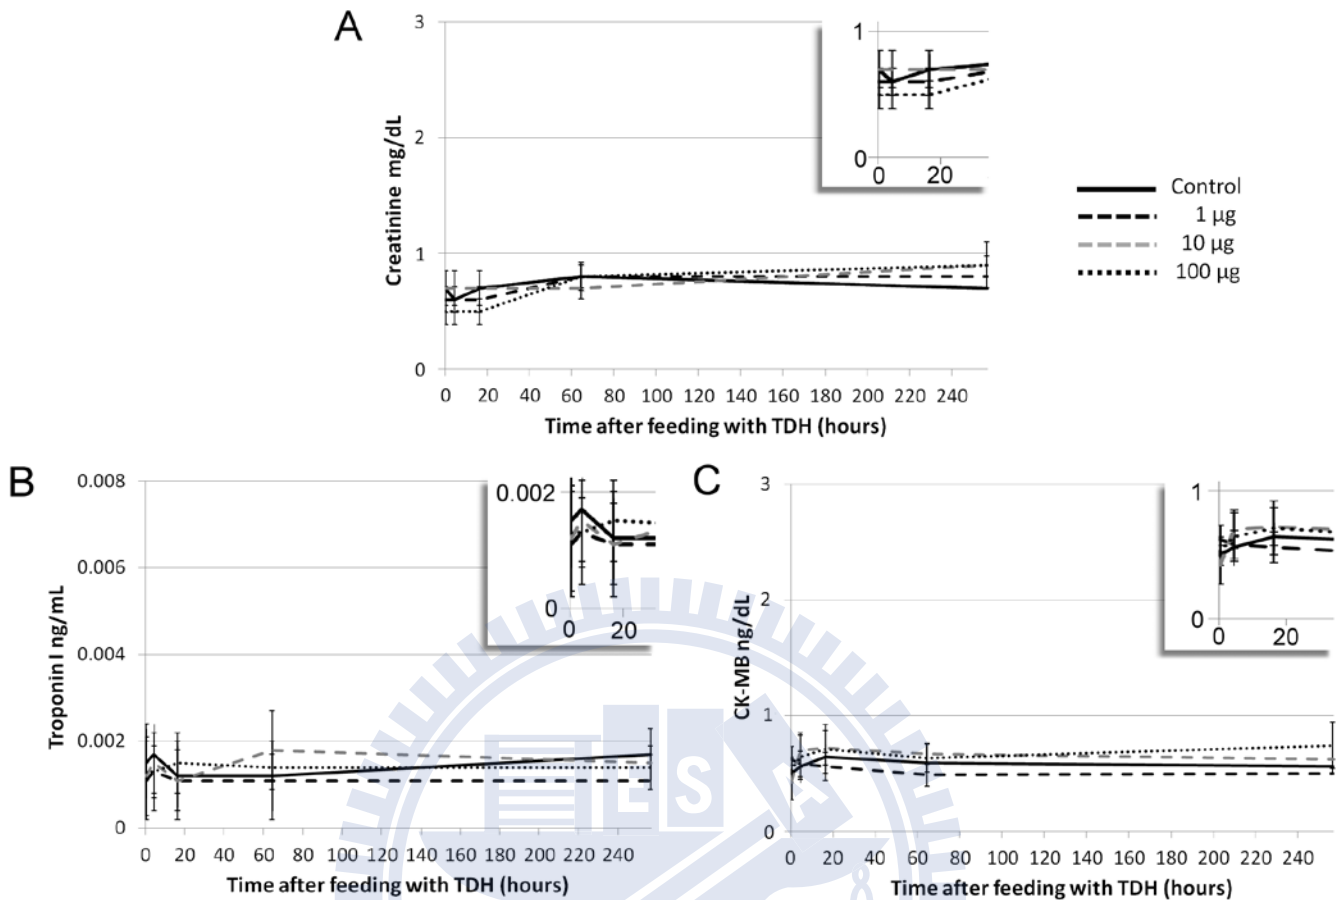 A
3
2
1
0
Creatinine mg/dL
0 20 40 60 80 100 120 140 160 180 200 220 240
Time after feeding with TDH (hours)
1
0
0 20
Control
1 µg
10 µg
100 µg
B
0.008
0.006
0.004
0.002
0
Troponin I ng/mL
0 20 40 60 80 100 120 140 160 180 200 220 240
Time after feeding with TDH (hours)
0.002
0
0 20
C
3
2
1
0
CK-MB ng/dL
0 20 40 60 80 100 120 140 160 180 200 220 240
Time after feeding with TDH (hours)
1
0
0 20
E S A
8